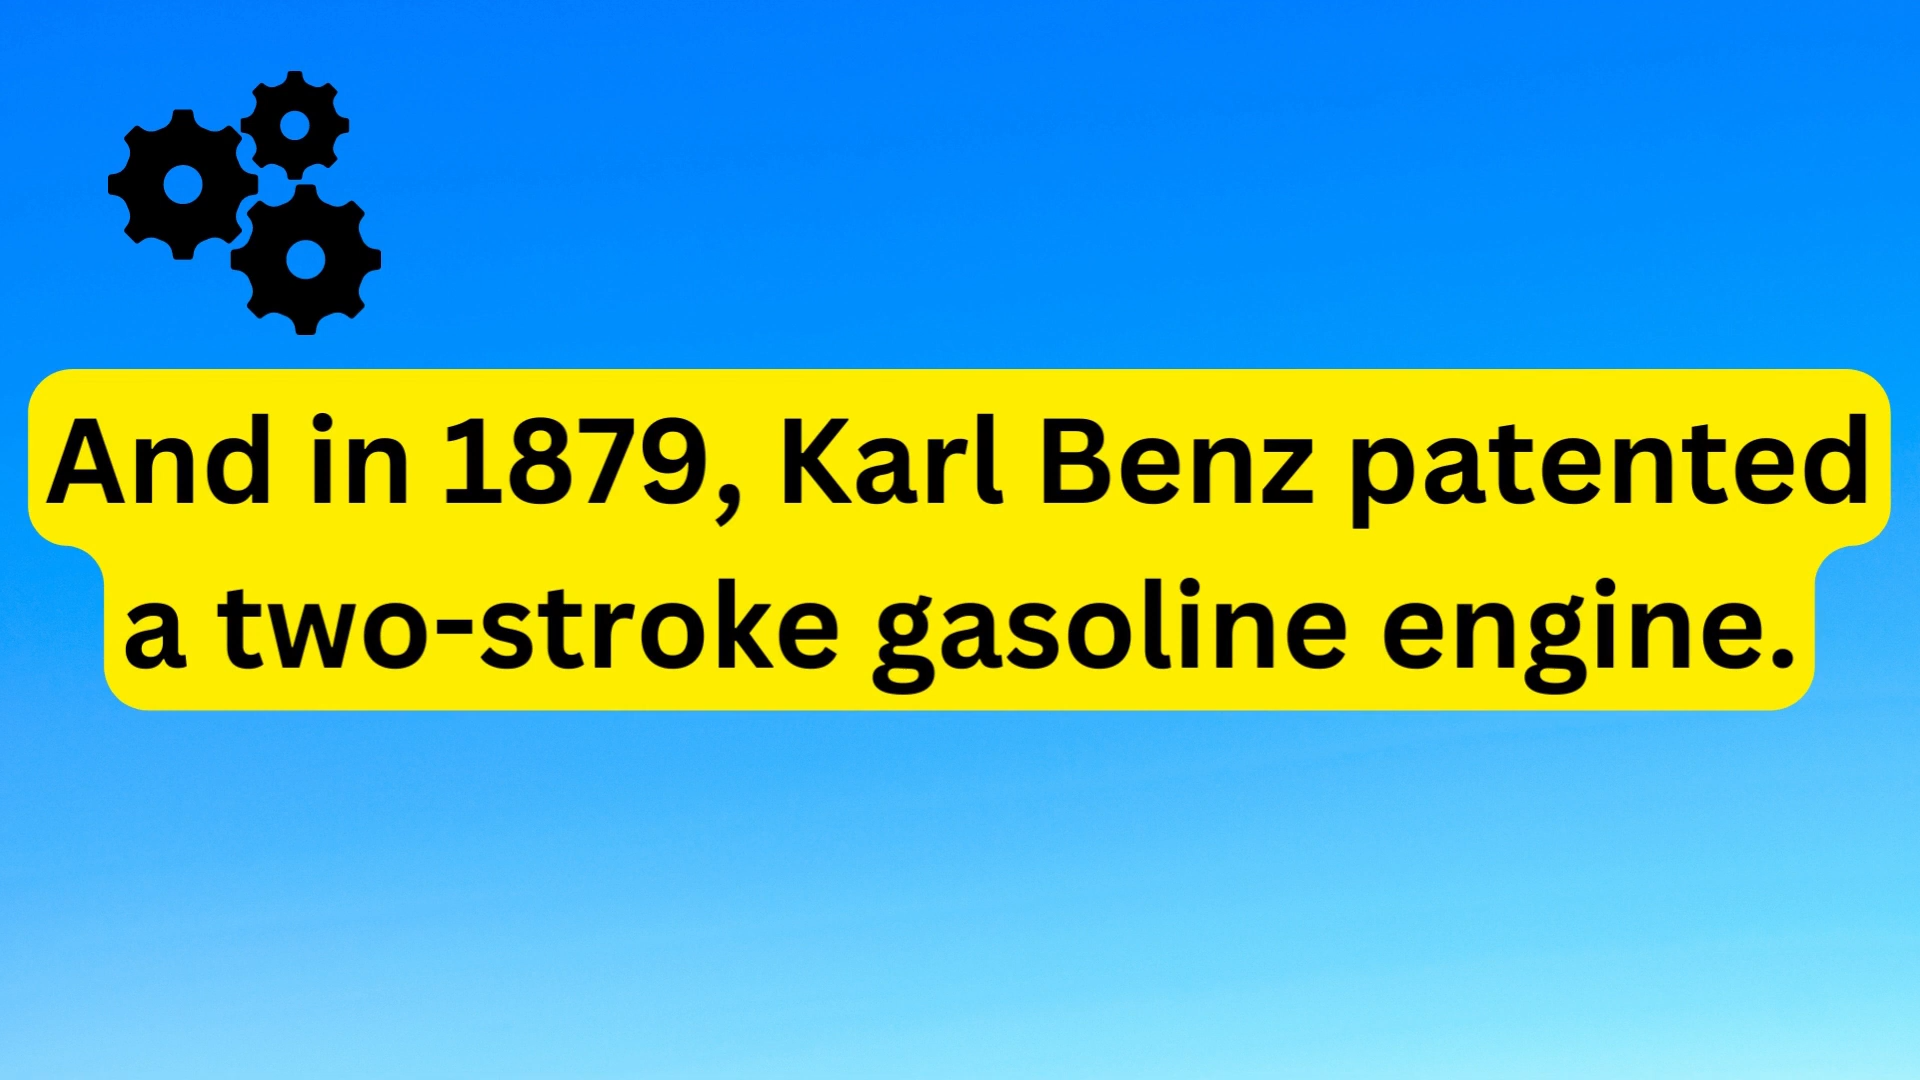 And in 1879, Karl Benz patented
a two-stroke gasoline engine.